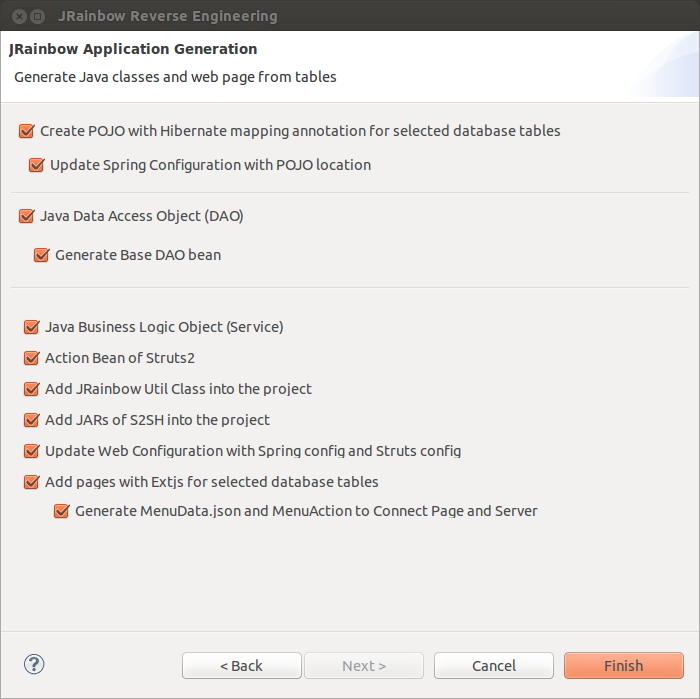 JRainbow Reverse Engineering
JRainbow Application Generation
Generate Java classes and web page from tables
Create POJO with Hibernate mapping annotation for selected database tables
Update Spring Configuration with POJO location
Java Data Access Object (DAO)
Generate Base DAO bean
Java Business Logic Object (Service)
Action Bean of Struts2
Add JRainbow Util Class into the project
Add JARs of S2SH into the project
Update Web Configuration with Spring config and Struts config
Add pages with Extjs for selected database tables
Generate MenuData.json and MenuAction to Connect Page and Server
? < Back Next > Cancel Finish